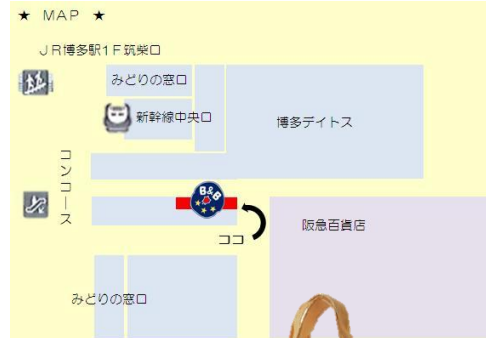 ★ MAP ★
JR博多駅1F筑紫口
みどりの窓口
新幹線中央口
博多デイトス
コンコース
B&B
ココ
阪急百貨店
みどりの窓口